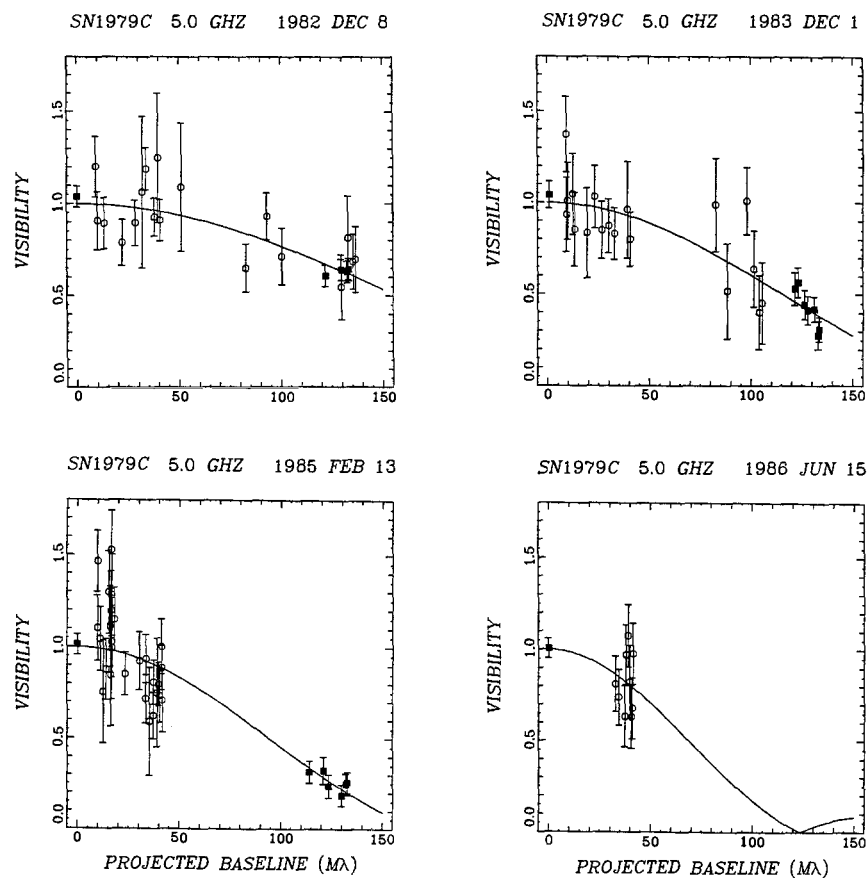 SN1979C 5.0 GHZ 1982 DEC 8
SN1979C 5.0 GHZ 1983 DEC 1
VISIBILITY
0.0 0.5 1.0 1.5
0 50 100 150
VISIBILITY
0.0 0.5 1.0 1.5
0 50 100 150
SN1979C 5.0 GHZ 1985 FEB 13
SN1979C 5.0 GHZ 1986 JUN 15
VISIBILITY
0.0 0.5 1.0 1.5
0 50 100 150
PROJECTED BASELINE (Mλ)
VISIBILITY
0.0 0.5 1.0 1.5
0 50 100 150
PROJECTED BASELINE (Mλ)